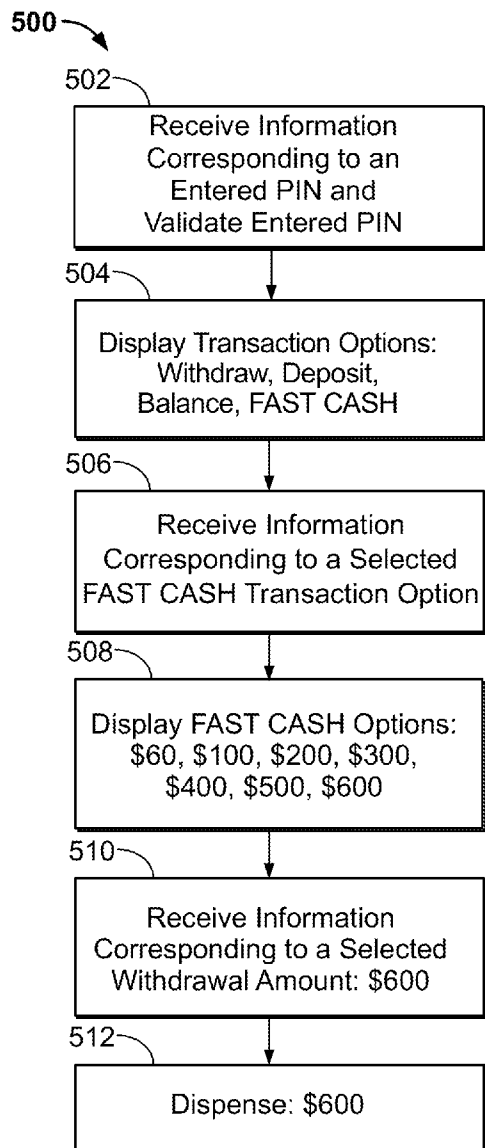 500
502
Receive Information
Corresponding to an
Entered PIN and
Validate Entered PIN
504
Display Transaction Options:
Withdraw, Deposit,
Balance, FAST CASH
506
Receive Information
Corresponding to a Selected
FAST CASH Transaction Option
508
Display FAST CASH Options:
$60, $100, $200, $300,
$400, $500, $600
510
Receive Information
Corresponding to a Selected
Withdrawal Amount: $600
512
Dispense: $600